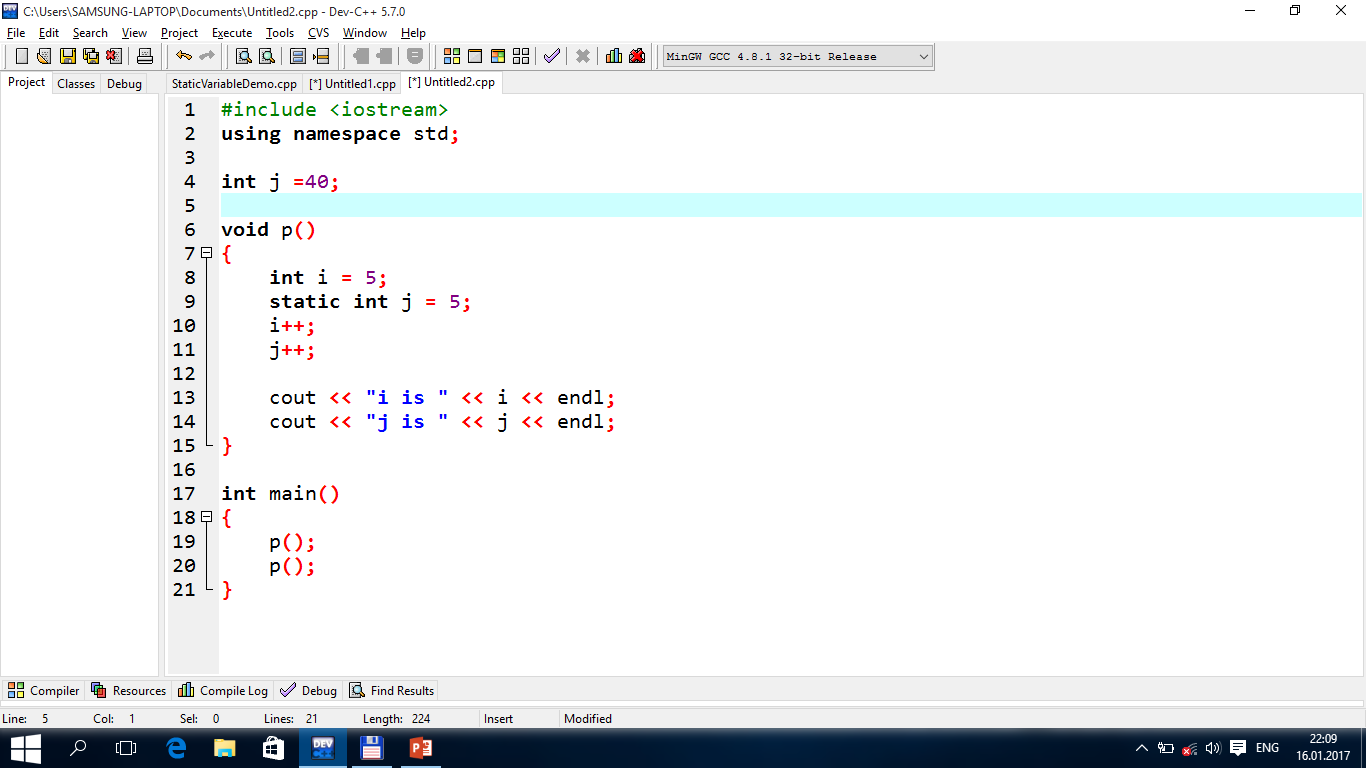 C:\Users\SAMSUNG-LAPTOP\Documents\Untitled2.cpp - Dev-C++ 5.7.0
File Edit Search View Project Execute Tools CVS Window Help
MinGW GCC 4.8.1 32-bit Release
Project Classes Debug StaticVariableDemo.cpp [*] Untitled1.cpp [*] Untitled2.cpp
1 #include <iostream>
2 using namespace std;
3
4 int j =40;
5
6 void p()
7 {
8 int i = 5;
9 static int j = 5;
10 i++;
11 j++;
12
13 cout << "i is " << i << endl;
14 cout << "j is " << j << endl;
15 }
16
17 int main()
18 {
19 p();
20 p();
21 }
Compiler Resources Compile Log Debug Find Results
Line: 5 Col: 1 Sel: 0 Lines: 21 Length: 224 Insert Modified
DEV C++ P ENG 22:09
16.01.2017